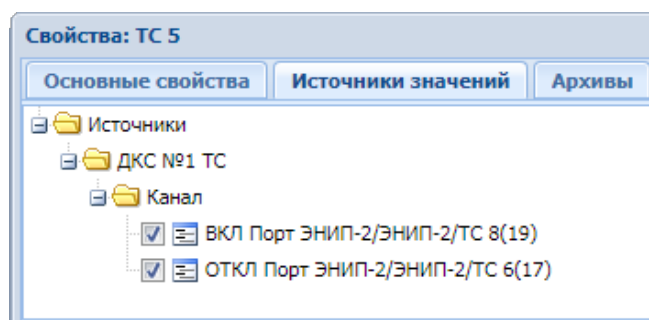 Свойства: ТС 5
Основные свойства Источники значений Архивы
Источники
ДКС №1 ТС
Канал
ВКЛ Порт ЭНИП-2/ЭНИП-2/ТС 8(19)
ОТКЛ Порт ЭНИП-2/ЭНИП-2/ТС 6(17)